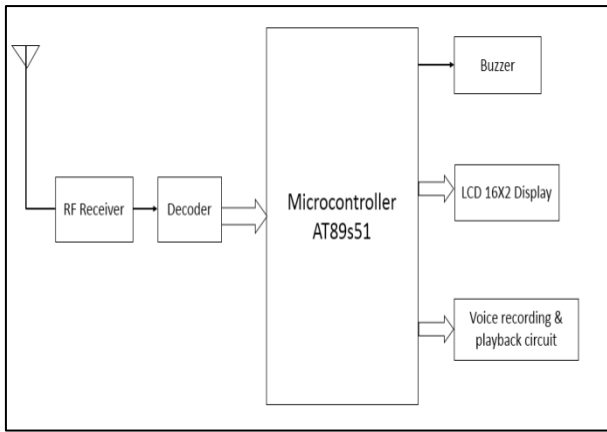 Buzzer
RF Receiver
Decoder
Microcontroller
AT89s51
LCD 16X2 Display
Voice recording &
playback circuit